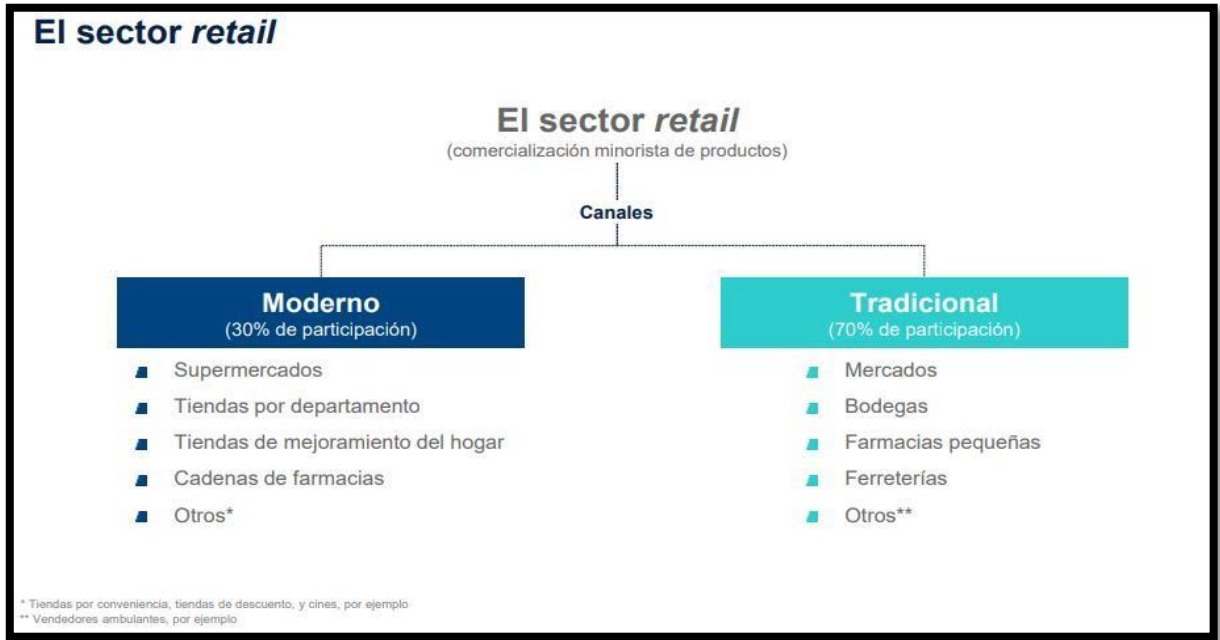 El sector retail
El sector retail
(comercialización minorista de productos)
Canales
Moderno
(30% de participación)
Supermercados
Tiendas por departamento
Tiendas de mejoramiento del hogar
Cadenas de farmacias
Otros*
Tradicional
(70% de participación)
Mercados
Bodegas
Farmacias pequeñas
Ferreterías
Otros**
* Tiendas por conveniencia, tiendas de descuento, y cines, por ejemplo
** Vendedores ambulantes, por ejemplo